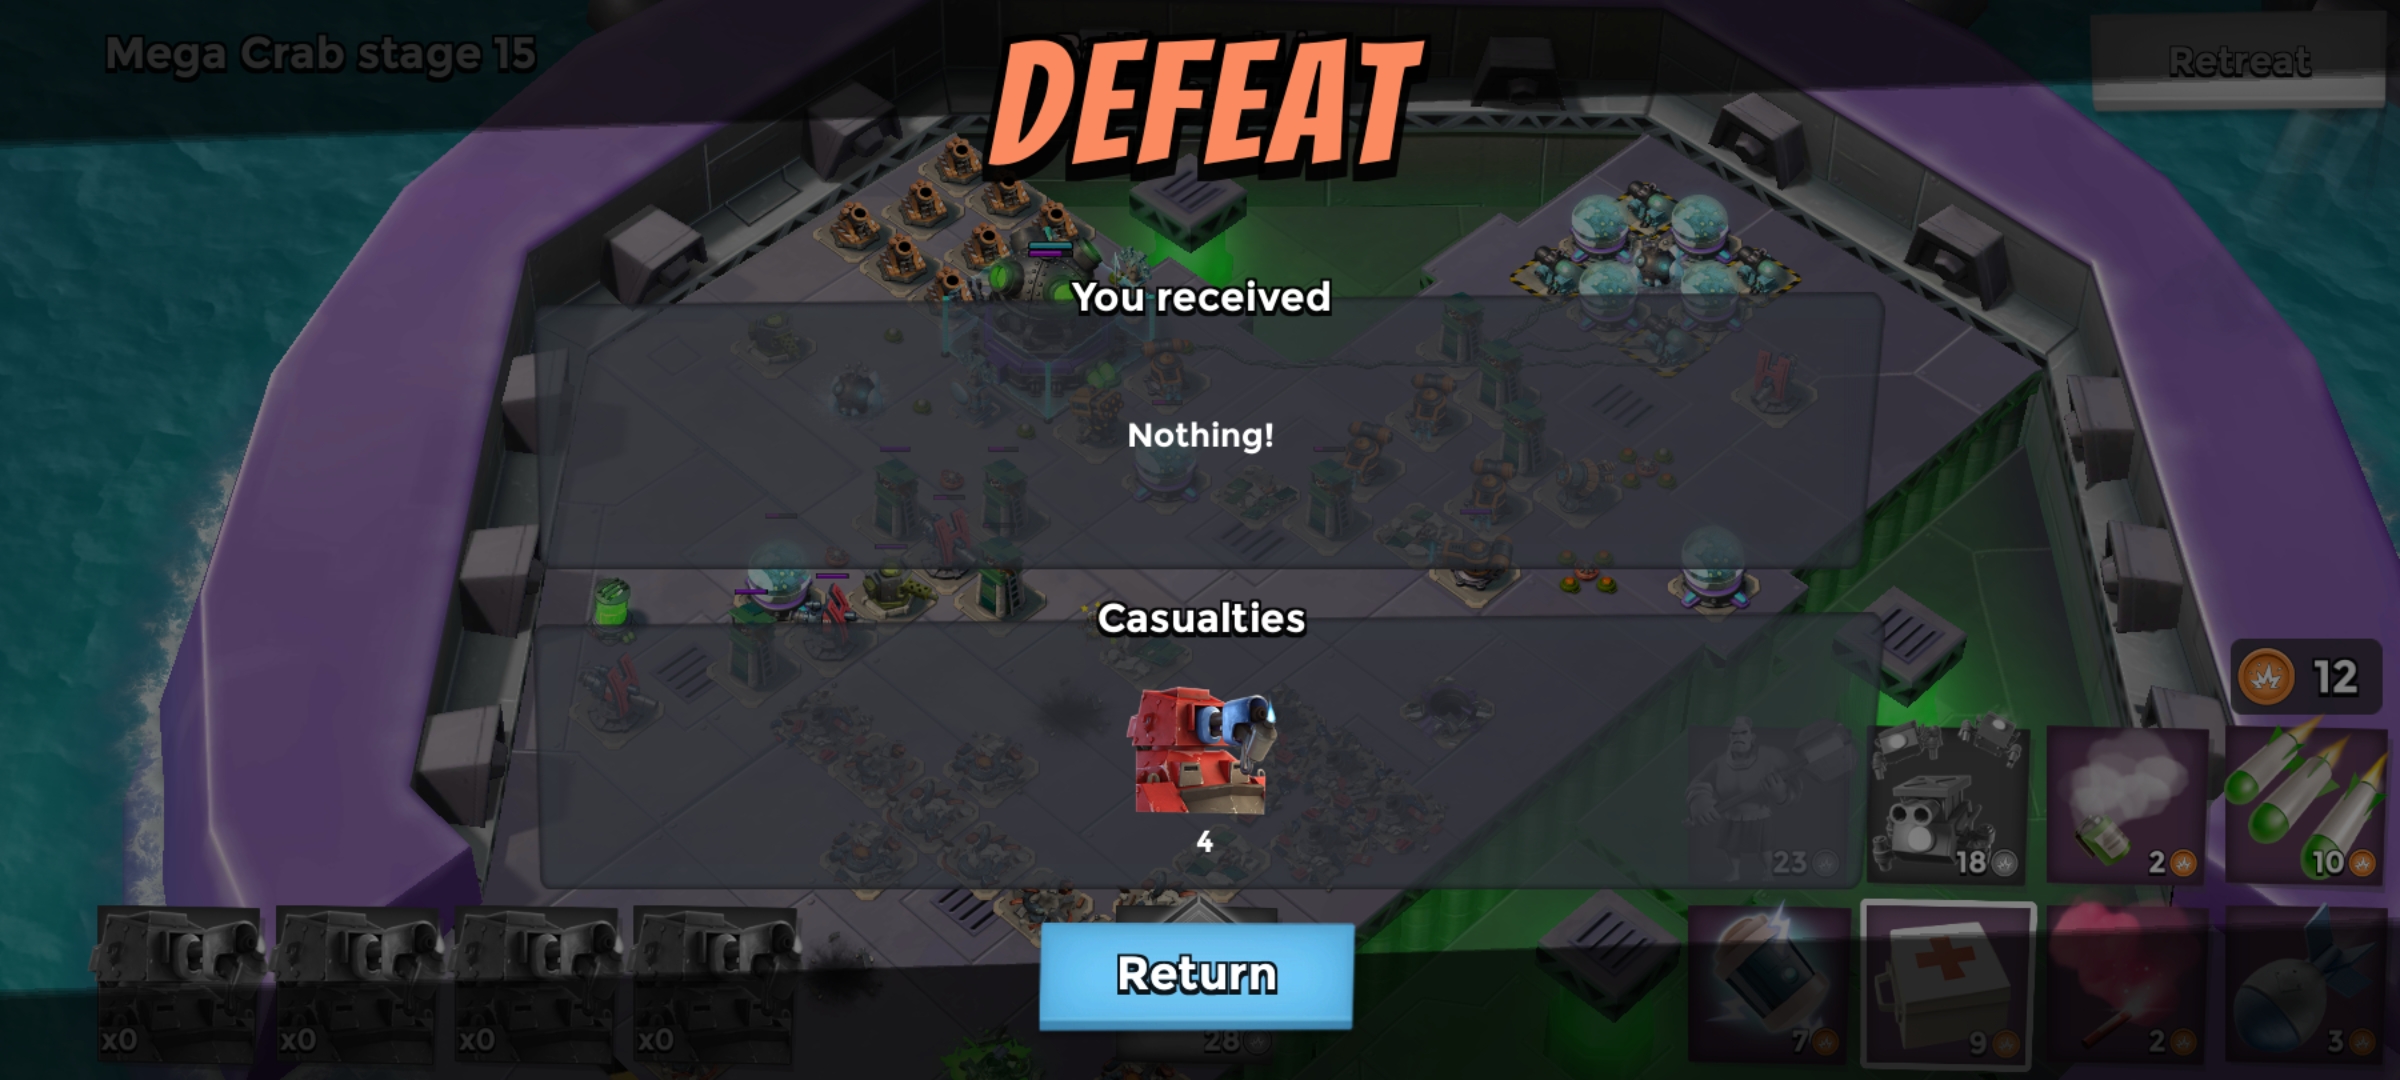 Mega Crab stage 15
DEFEAT
Retreat
You received
Nothing!
Casualties
4
12
23
18
2
10
Return
x0
x0
x0
x0
28
7
9
2
3